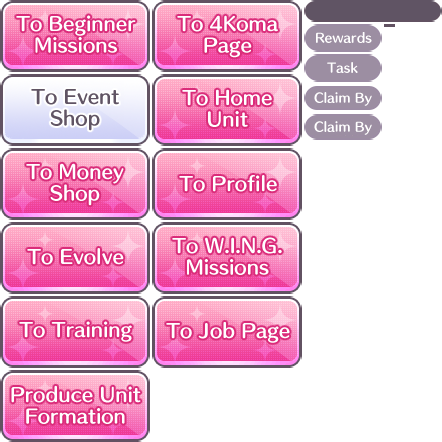 To Beginner
Missions
To 4Koma
Page
Rewards
Task
Claim By
Claim By
To Event
Shop
To Home
Unit
To Money
Shop
To Profile
To Evolve
To W.I.N.G.
Missions
To Training
To Job Page
Produce Unit
Formation